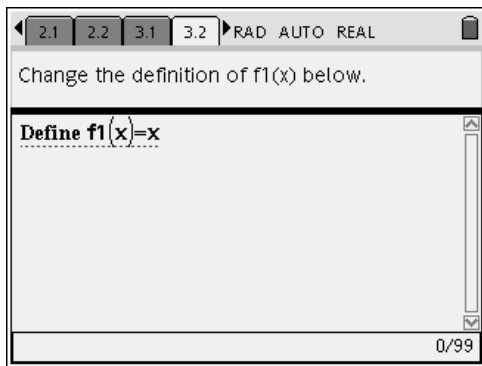 2.1 2.2 3.1 3.2 RAD AUTO REAL
Change the definition of f1(x) below.
Define f1(x)=x
0/99